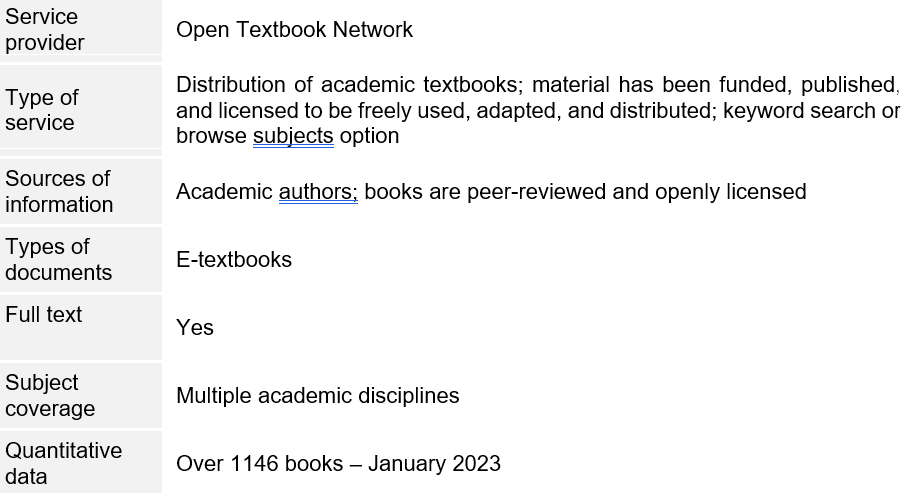 Service
provider
Open Textbook Network
Type of
service
Distribution of academic textbooks; material has been funded, published,
and licensed to be freely used, adapted, and distributed; keyword search or
browse subjects option
Sources of
information
Academic authors; books are peer-reviewed and openly licensed
Types of
documents
E-textbooks
Full text
Yes
Subject
coverage
Multiple academic disciplines
Quantitative
data
Over 1146 books – January 2023